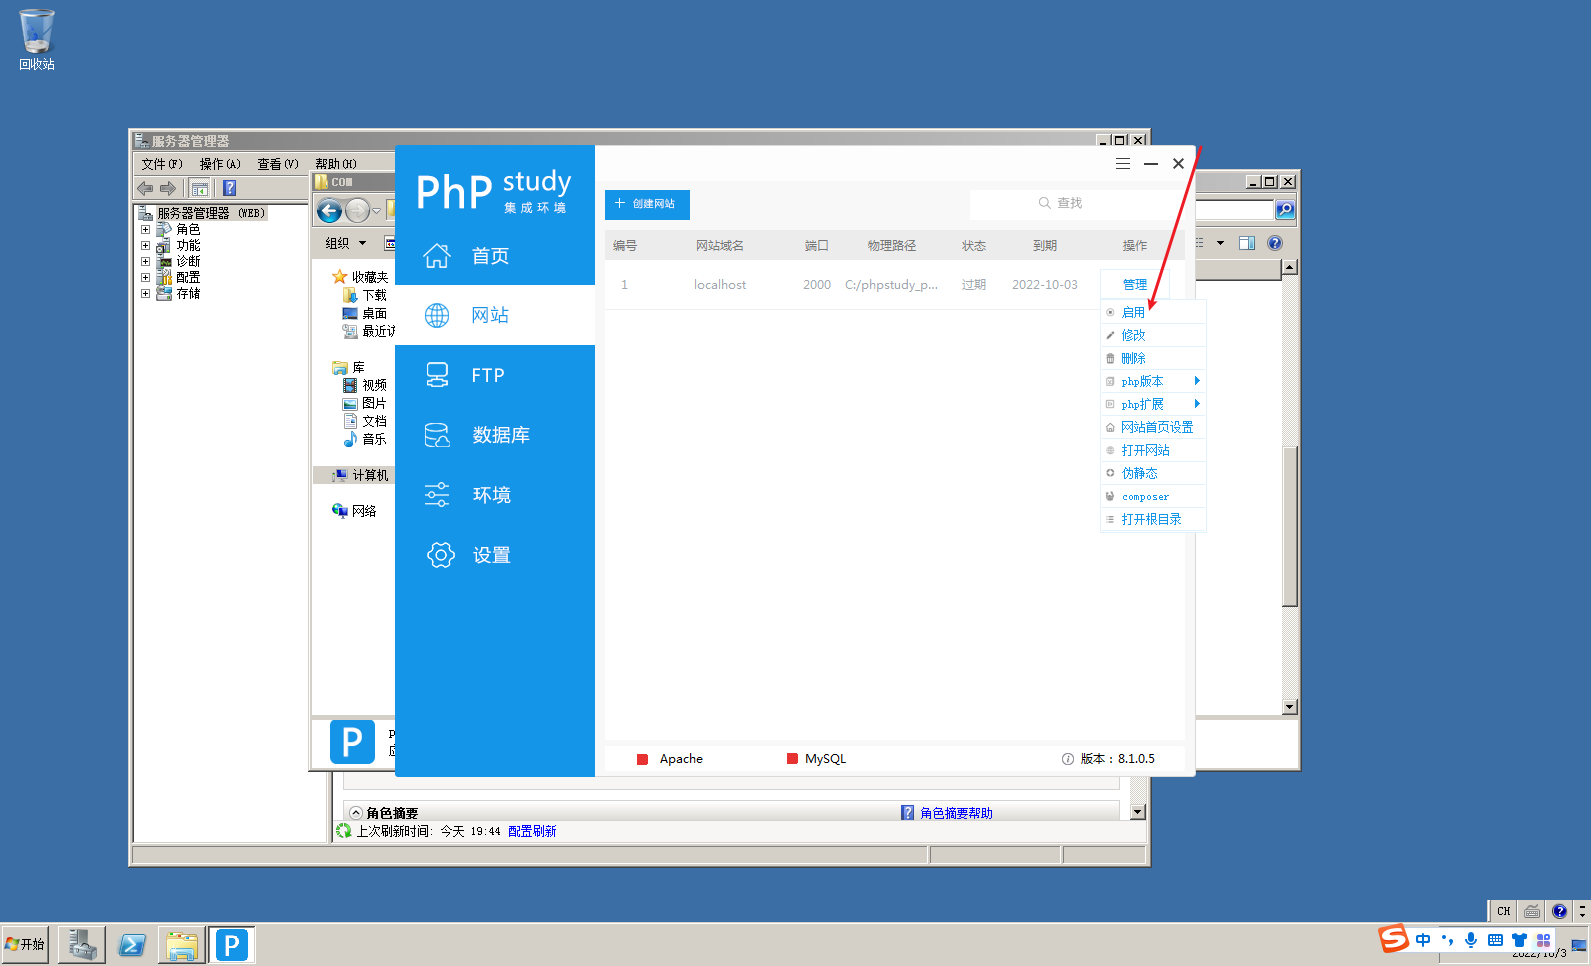 回收站
服务器管理器
文件(F) 操作(A) 查看(V) 帮助(H)
服务器管理器 (WEB)
角色
功能
诊断
配置
存储
COM
组织
收藏夹
下载
桌面
库
视频
图片
文档
音乐
计算机
网络
P
PhP study
集成环境
首页
网站
FTP
数据库
环境
设置
创建网站
查找
编号 网站域名 端口 物理路径 状态 到期 操作
1 localhost 2000 C:/phpstudy_p... 过期 2022-10-03 管理
启用
修改
删除
php版本
php扩展
网站首页设置
打开网站
伪静态
composer
打开根目录
Apache MySQL 版本：8.1.0.5
角色摘要 角色摘要帮助
上次刷新时间: 今天 19:44 配置刷新
CH
开始
P
S 中
2022/10/3